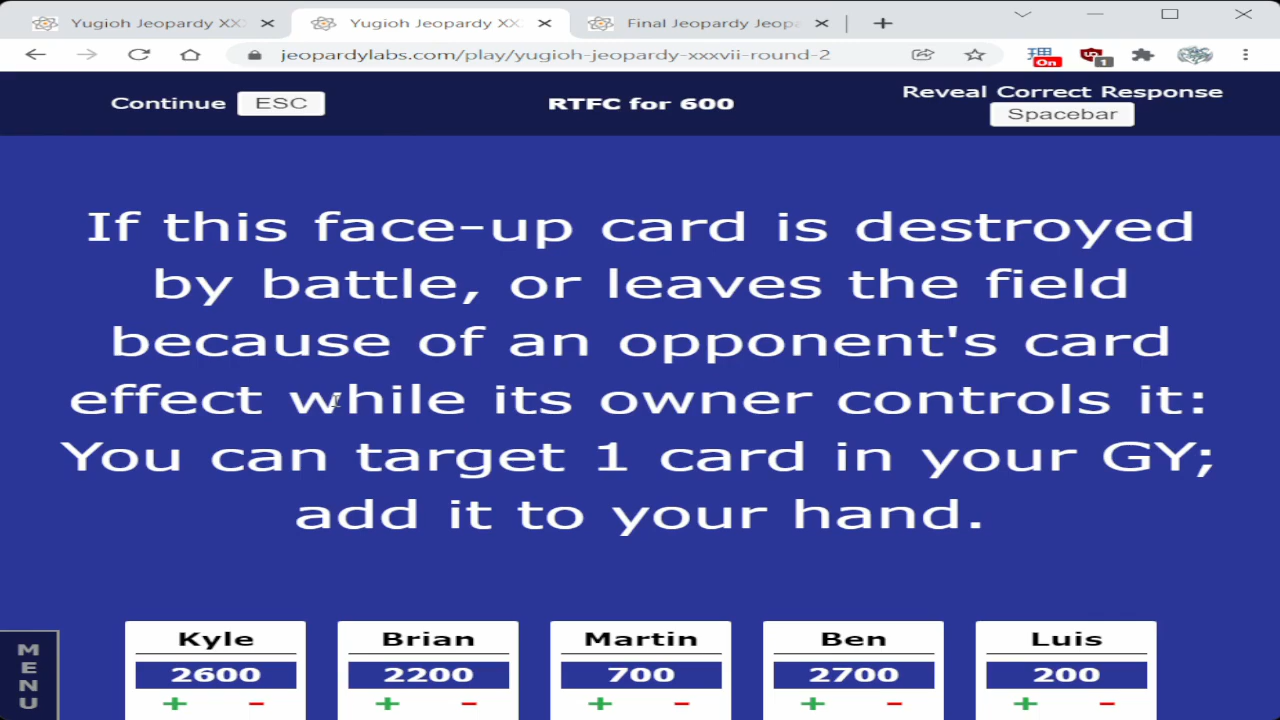 Yugioh Jeopardy XX
Yugioh Jeopardy XX
Final Jeopardy Jeop
jeopardylabs.com/play/yugioh-jeopardy-xxxvii-round-2
On
1
Continue ESC
RTFC for 600
Reveal Correct Response
Spacebar
If this face-up card is destroyed
by battle, or leaves the field
because of an opponent's card
effect while its owner controls it:
You can target 1 card in your GY;
add it to your hand.
MENU
Kyle Brian Martin Ben Luis
2600 2200 700 2700 200
+ - + - + - + - + -